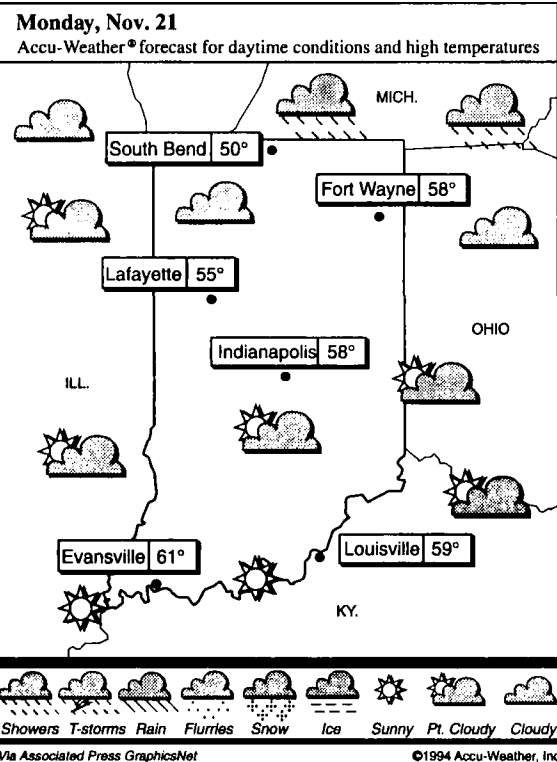 Monday, Nov. 21
Accu-Weather® forecast for daytime conditions and high temperatures
MICH.
South Bend 50°
Fort Wayne 58°
Lafayette 55°
OHIO
Indianapolis 58°
ILL.
Evansville 61°
Louisville 59°
KY.
Showers T-storms Rain Flurries Snow Ice Sunny Pt. Cloudy Cloudy
Via Associated Press GraphicsNet
©1994 Accu-Weather, Inc